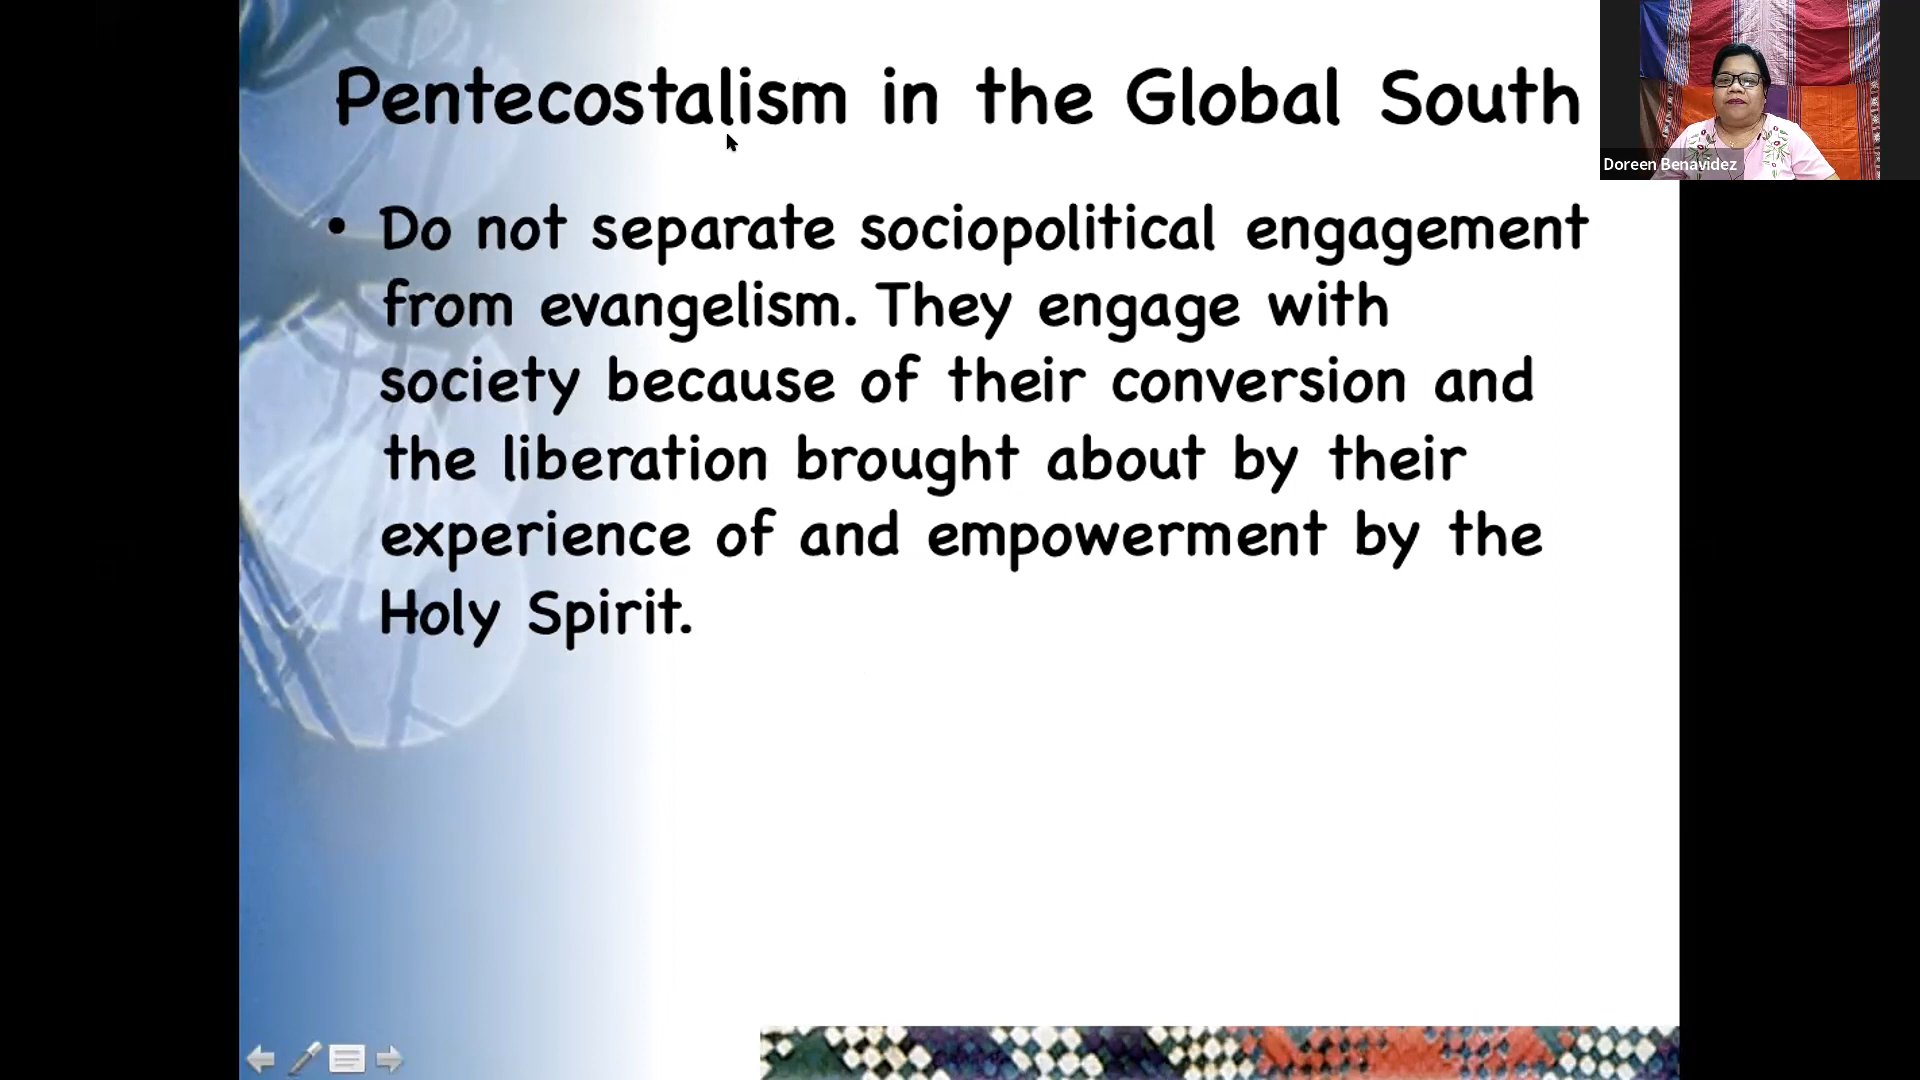 Pentecostalism in the Global South
Doreen Benavidez
• Do not separate sociopolitical engagement
from evangelism. They engage with
society because of their conversion and
the liberation brought about by their
experience of and empowerment by the
Holy Spirit.